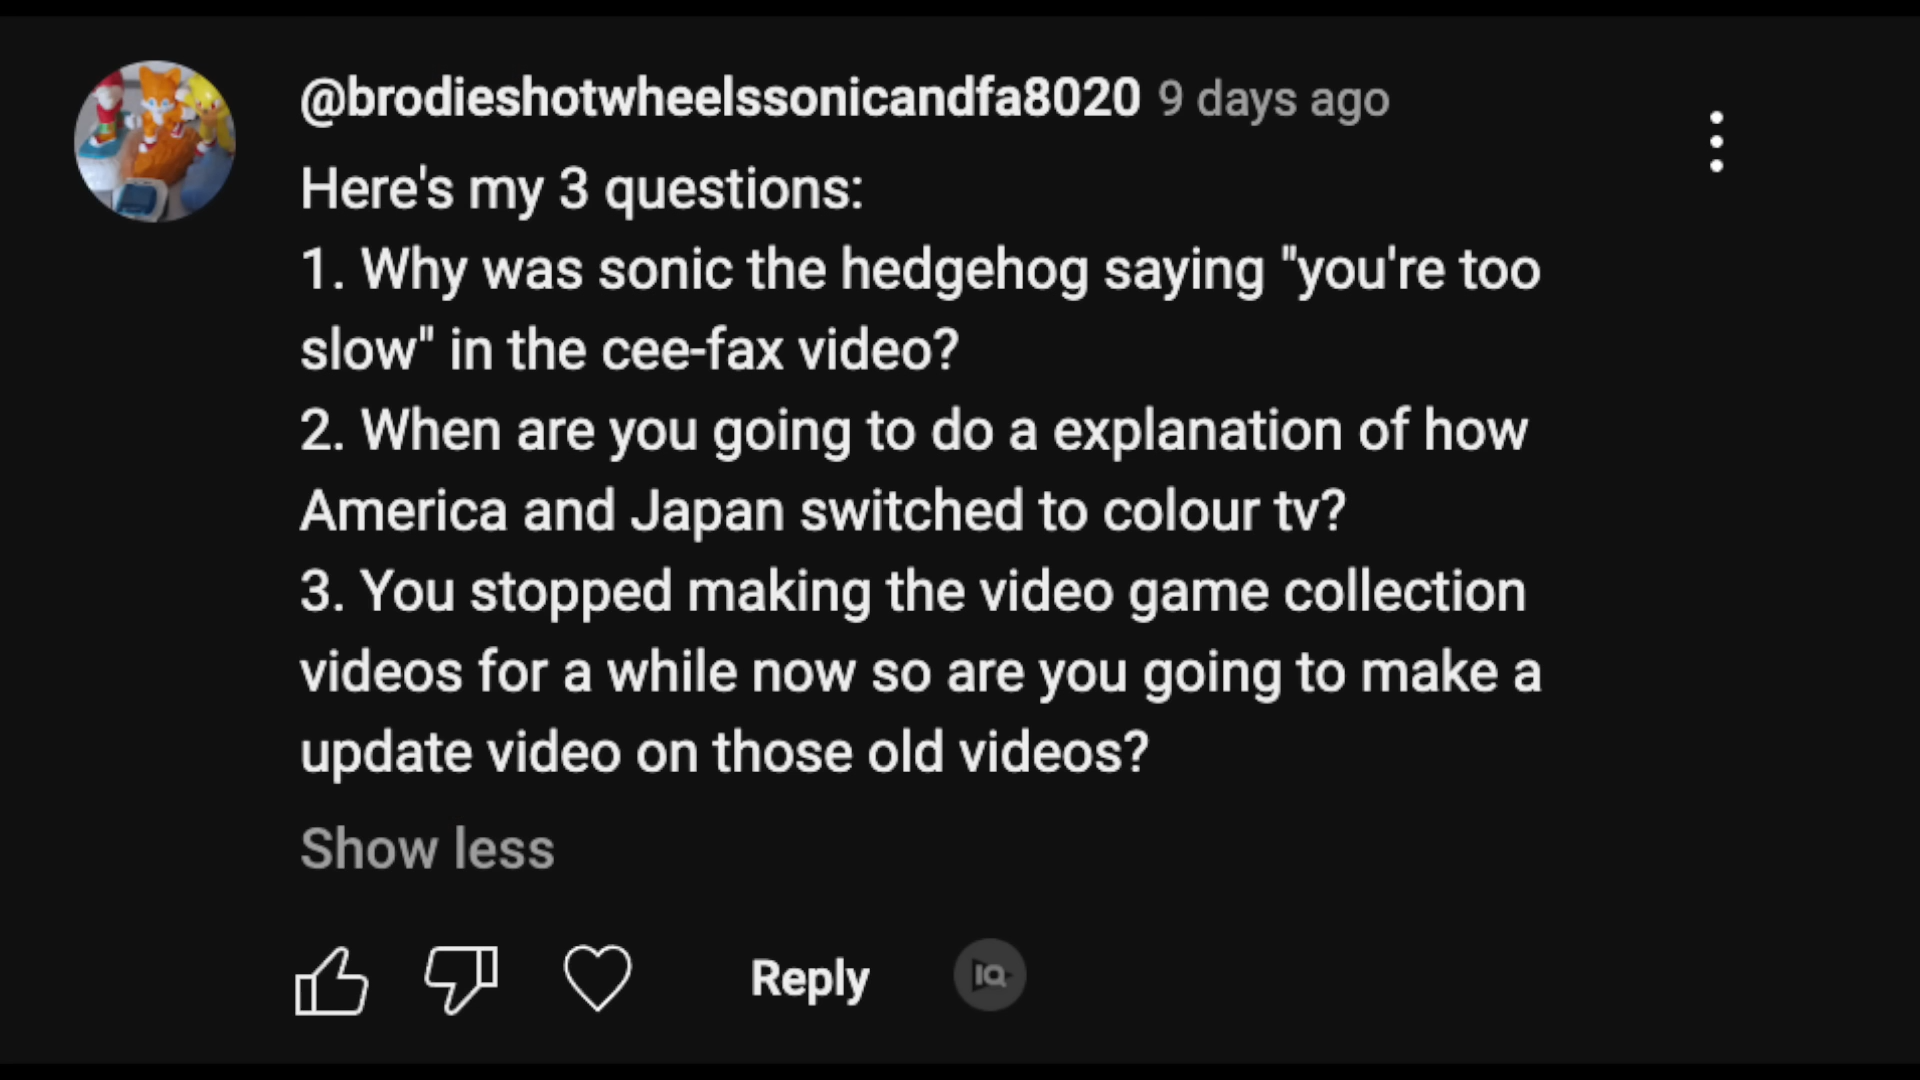 @brodieshotwheelssonicandfa8020 9 days ago
Here's my 3 questions:
1. Why was sonic the hedgehog saying "you're too
slow" in the cee-fax video?
2. When are you going to do a explanation of how
America and Japan switched to colour tv?
3. You stopped making the video game collection
videos for a while now so are you going to make a
update video on those old videos?
Show less
Reply IQ